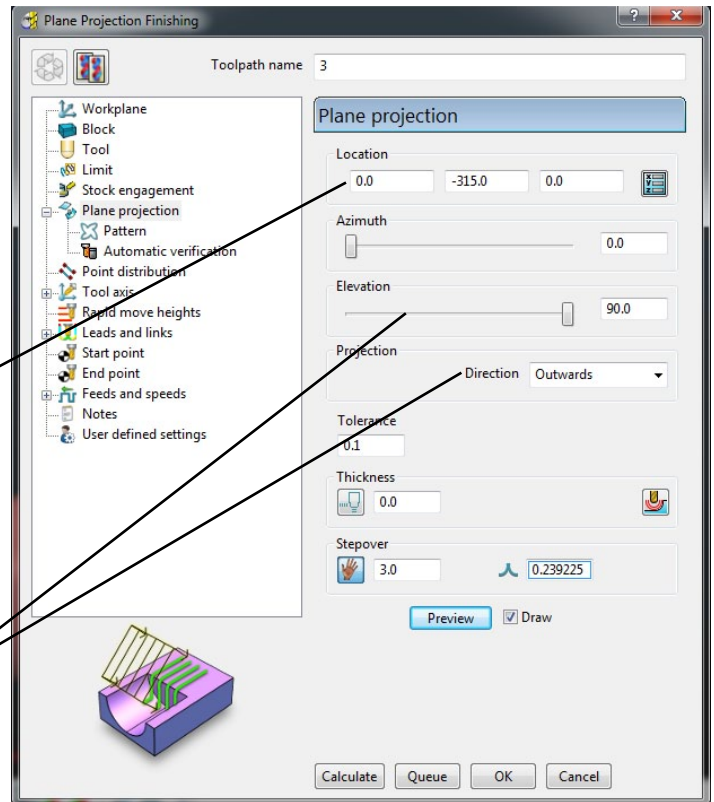 Plane Projection Finishing
? x
Toolpath name 3
Workplane
Block
Tool
Limit
Stock engagement
Plane projection
Pattern
Automatic verification
Point distribution
Tool axis
Rapid move heights
Leads and links
Start point
End point
Feeds and speeds
Notes
User defined settings
Plane projection
Location
0.0 -315.0 0.0
Azimuth
0.0
Elevation
90.0
Projection
Direction Outwards
Tolerance
0.1
Thickness
0.0
Stepover
3.0 0.239225
Preview Draw
Calculate Queue OK Cancel